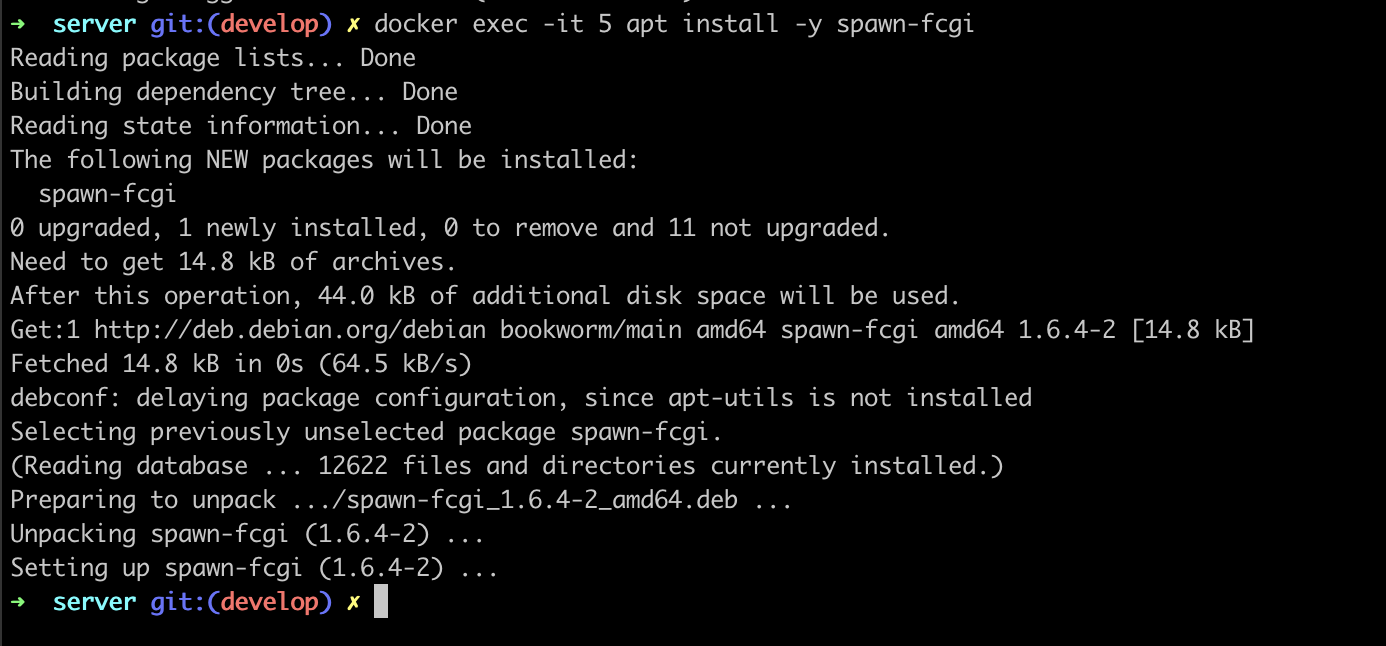 ➜ server git:(develop) ✗ docker exec -it 5 apt install -y spawn-fcgi
Reading package lists... Done
Building dependency tree... Done
Reading state information... Done
The following NEW packages will be installed:
  spawn-fcgi
0 upgraded, 1 newly installed, 0 to remove and 11 not upgraded.
Need to get 14.8 kB of archives.
After this operation, 44.0 kB of additional disk space will be used.
Get:1 http://deb.debian.org/debian bookworm/main amd64 spawn-fcgi amd64 1.6.4-2 [14.8 kB]
Fetched 14.8 kB in 0s (64.5 kB/s)
debconf: delaying package configuration, since apt-utils is not installed
Selecting previously unselected package spawn-fcgi.
(Reading database ... 12622 files and directories currently installed.)
Preparing to unpack .../spawn-fcgi_1.6.4-2_amd64.deb ...
Unpacking spawn-fcgi (1.6.4-2) ...
Setting up spawn-fcgi (1.6.4-2) ...
➜ server git:(develop) ✗